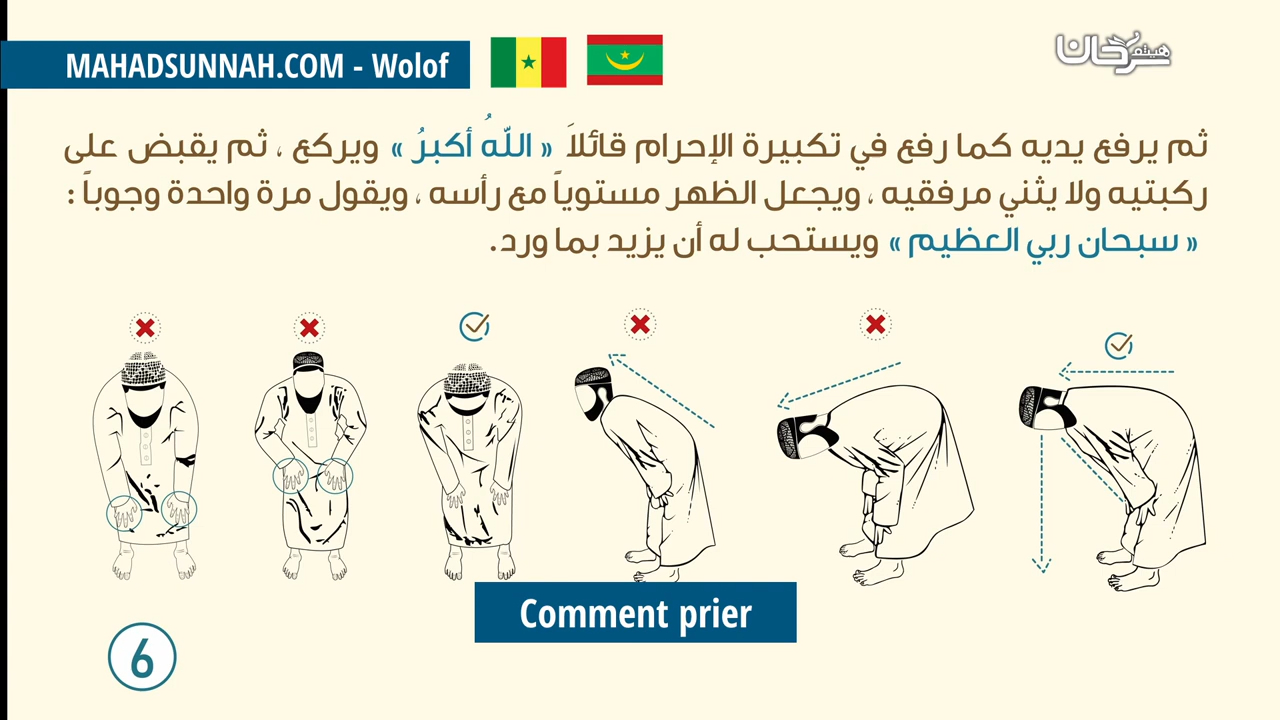 MAHADSUNNAH.COM - Wolof
هيثم سرحان
ثم يرفع يديه كما رفع في تكبيرة الإحرام قائلاَ « اللّهُ أكبرُ » ويركع ، ثم يقبض على
ركبتيه ولا يثني مرفقيه ، ويجعل الظهر مستوياً مع رأسه ، ويقول مرة واحدة وجوباً :
« سبحان ربي العظيم » ويستحب له أن يزيد بما ورد.
Comment prier
6